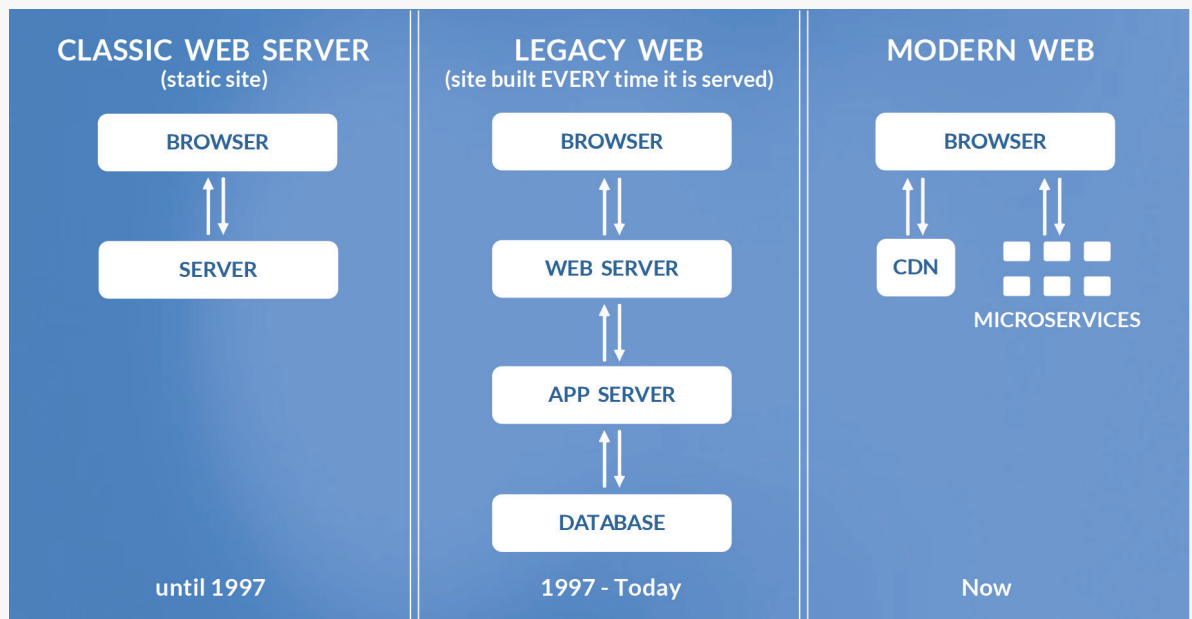 CLASSIC WEB SERVER
(static site)
BROWSER
SERVER
until 1997
LEGACY WEB
(site built EVERY time it is served)
BROWSER
WEB SERVER
APP SERVER
DATABASE
1997 - Today
MODERN WEB
BROWSER
CDN
MICROSERVICES
Now